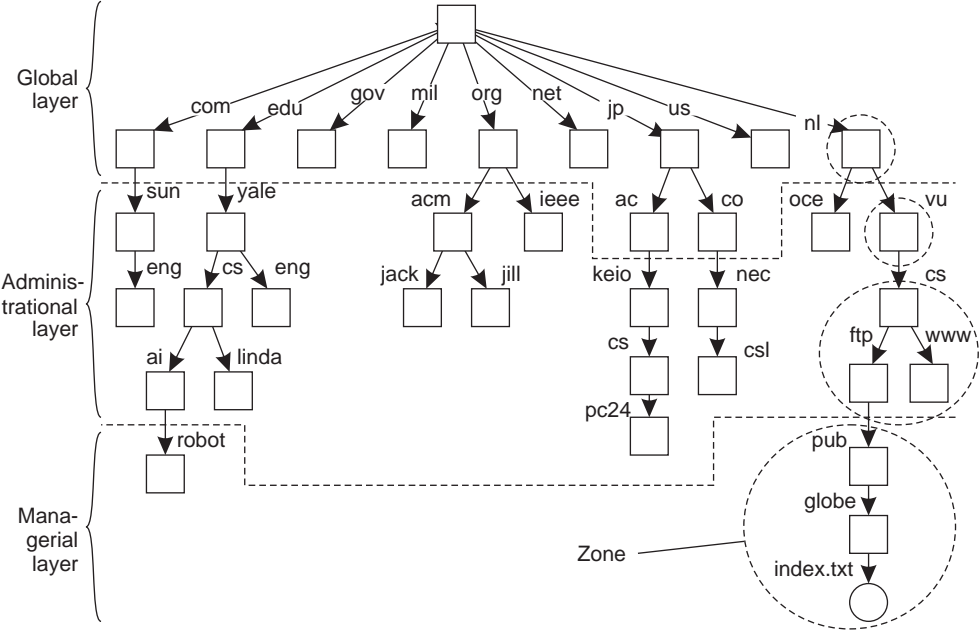 Global
layer
com
edu
gov
mil
org
net
jp
us
nl
Adminis-
trational
layer
sun
yale
acm
ieee
ac
co
oce
vu
eng
cs
eng
jack
jill
keio
nec
cs
ai
linda
cs
csl
ftp
www
pc24
Mana-
gerial
layer
robot
pub
globe
Zone
index.txt